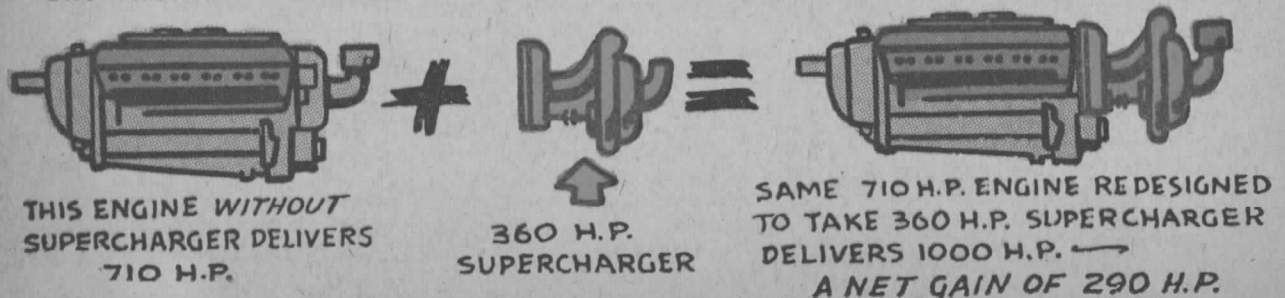 THIS ENGINE WITHOUT
SUPERCHARGER DELIVERS
710 H.P.
360 H.P.
SUPERCHARGER
SAME 710 H.P. ENGINE REDESIGNED
TO TAKE 360 H.P. SUPERCHARGER
DELIVERS 1000 H.P.
A NET GAIN OF 290 H.P.